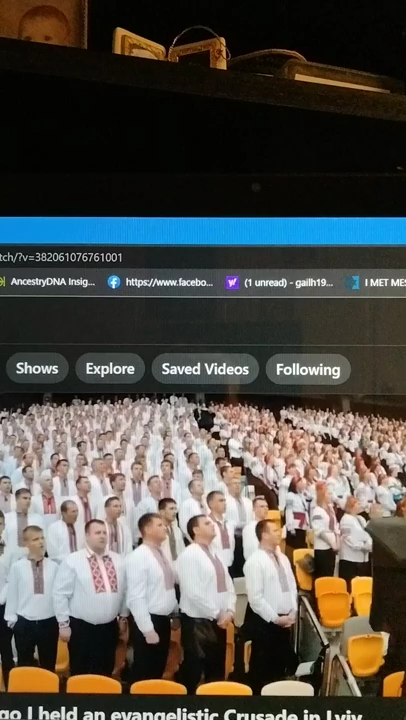 tch/?v=382061076761001
AncestryDNA Insig... https://www.facebo... (1 unread) - gailh19... I MET MES
Shows Explore Saved Videos Following
go I held an evangelistic Crusade in Lviv